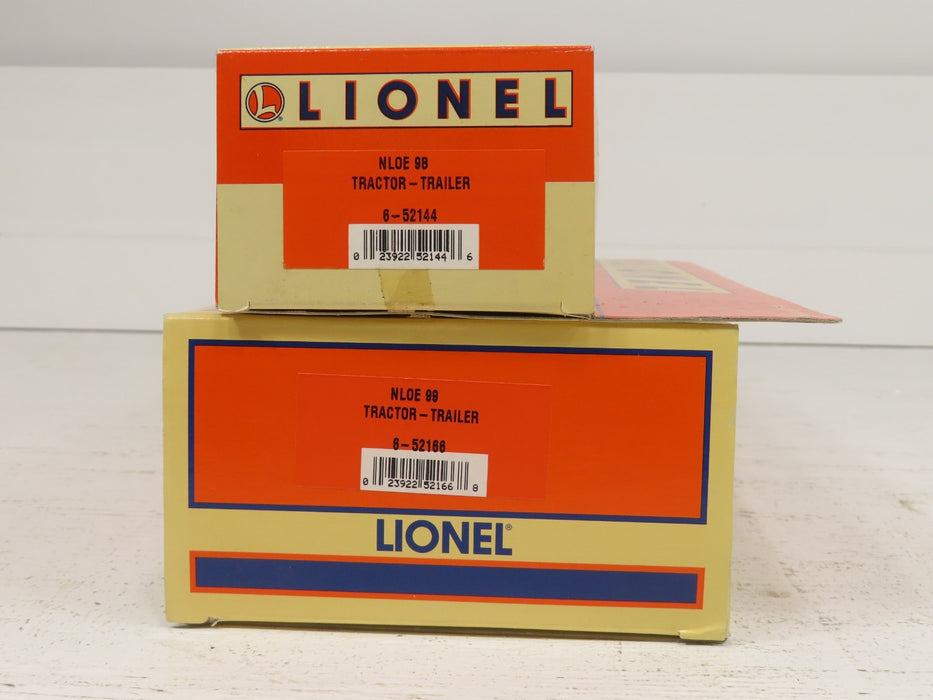 L LIONEL
NLOE 98
TRACTOR-TRAILER
6-52144
0 23922 52144 6
NLOE 99
TRACTOR-TRAILER
6-52166
0 23922 52166 8
LIONEL®